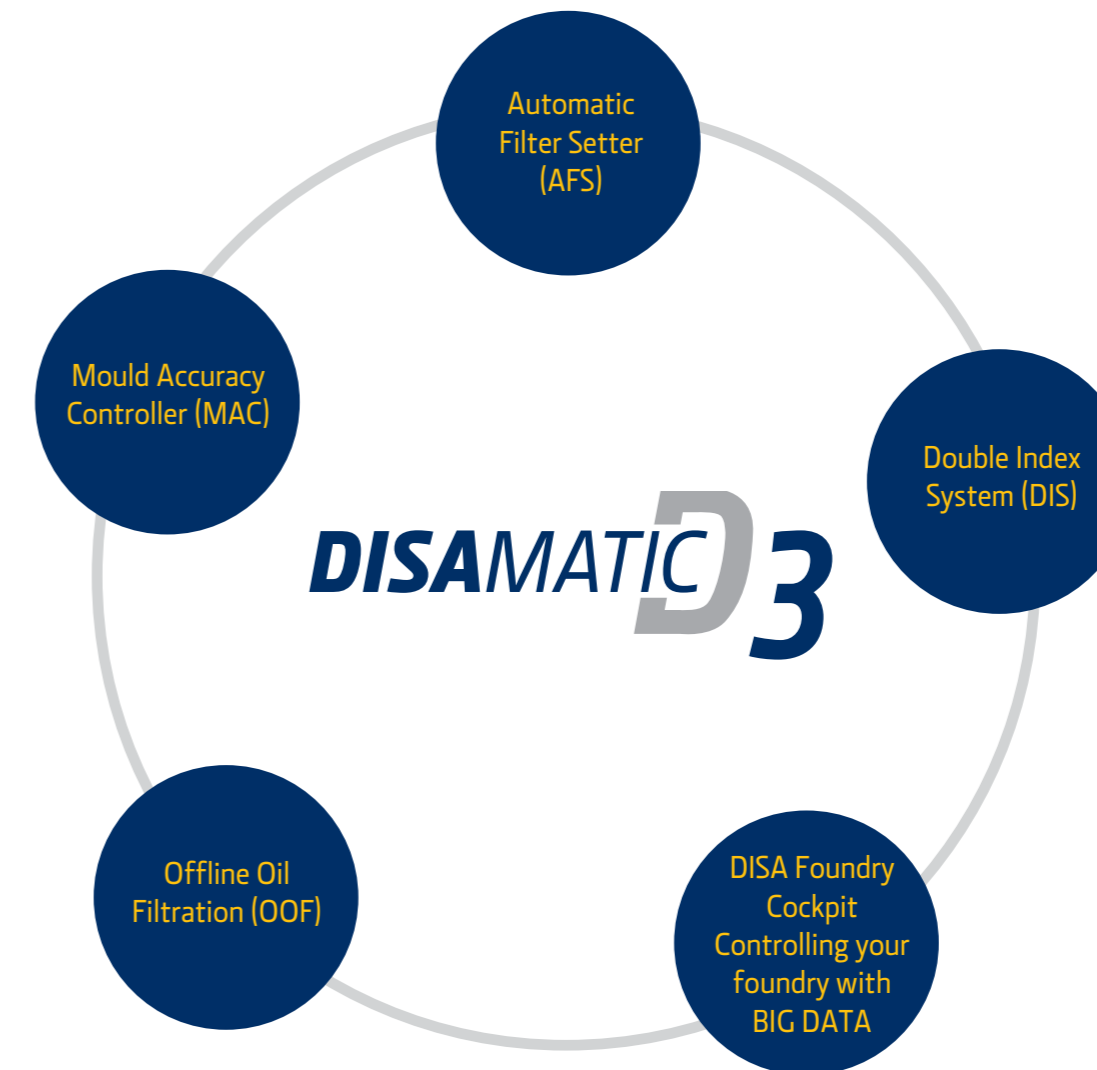 Automatic
Filter Setter
(AFS)
Mould Accuracy
Controller (MAC)
Double Index
System (DIS)
DISAMATIC D3
Offline Oil
Filtration (OOF)
DISA Foundry
Cockpit
Controlling your
foundry with
BIG DATA